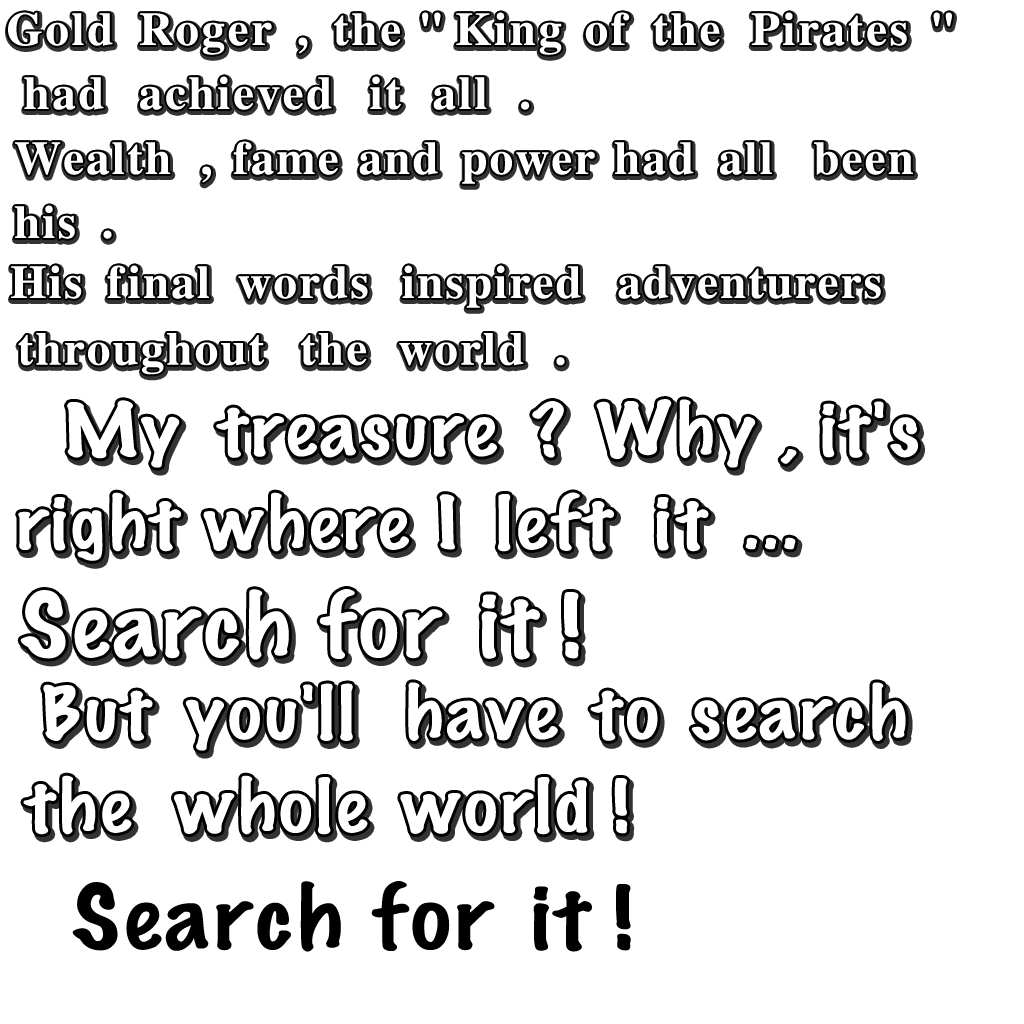 Gold Roger , the "King of the Pirates "
had achieved it all .
Wealth , fame and power had all been
his .
His final words inspired adventurers
throughout the world .
My treasure ? Why , it's
right where I left it ...
Search for it !
But you'll have to search
the whole world !
Search for it !